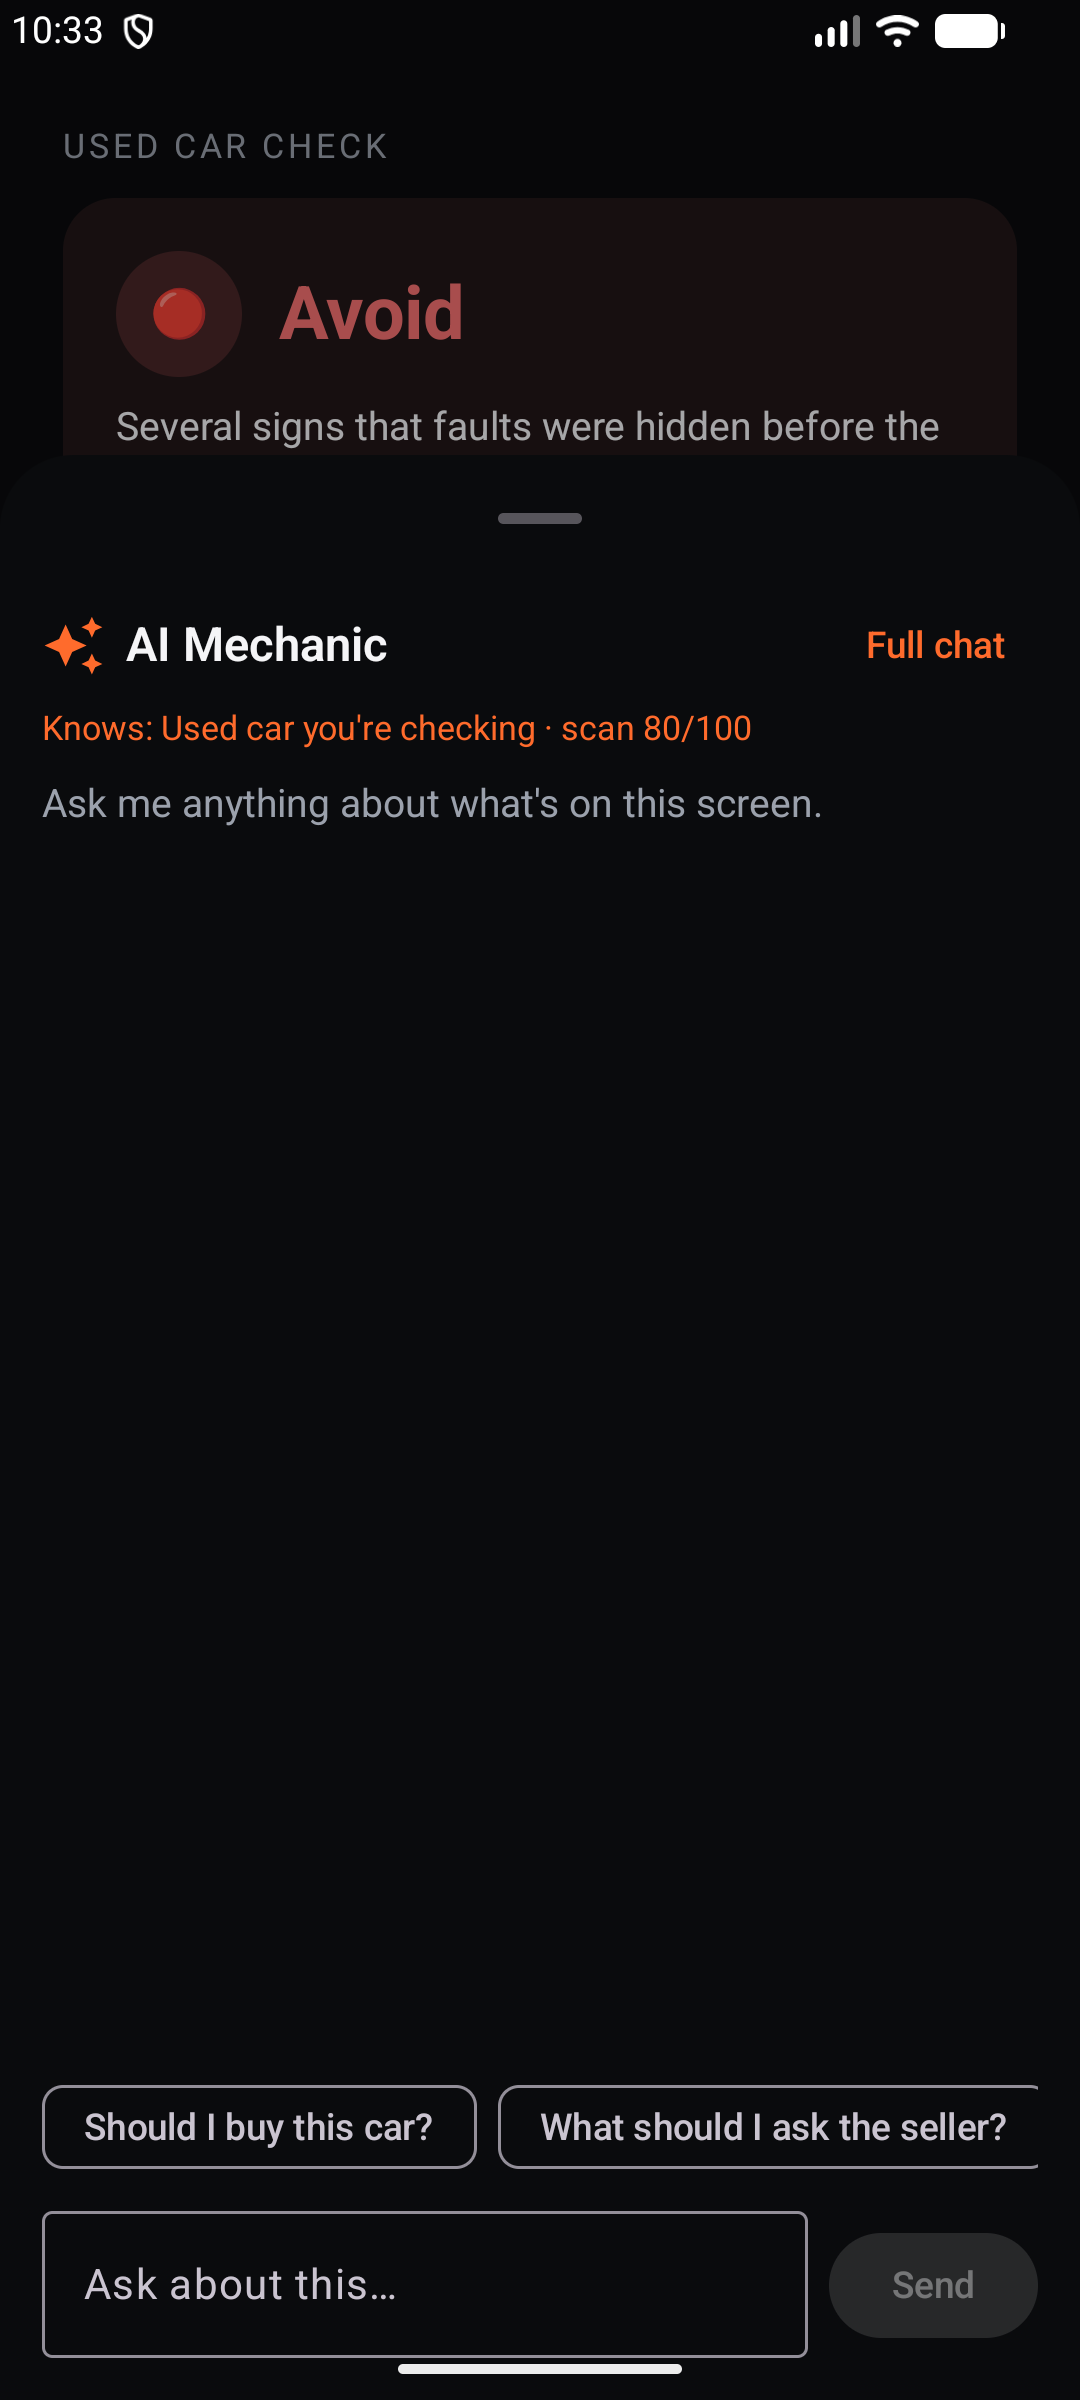 10:33
USED CAR CHECK
Avoid
Several signs that faults were hidden before the
AI Mechanic
Full chat
Knows: Used car you're checking · scan 80/100
Ask me anything about what's on this screen.
Should I buy this car?
What should I ask the seller?
Ask about this…
Send